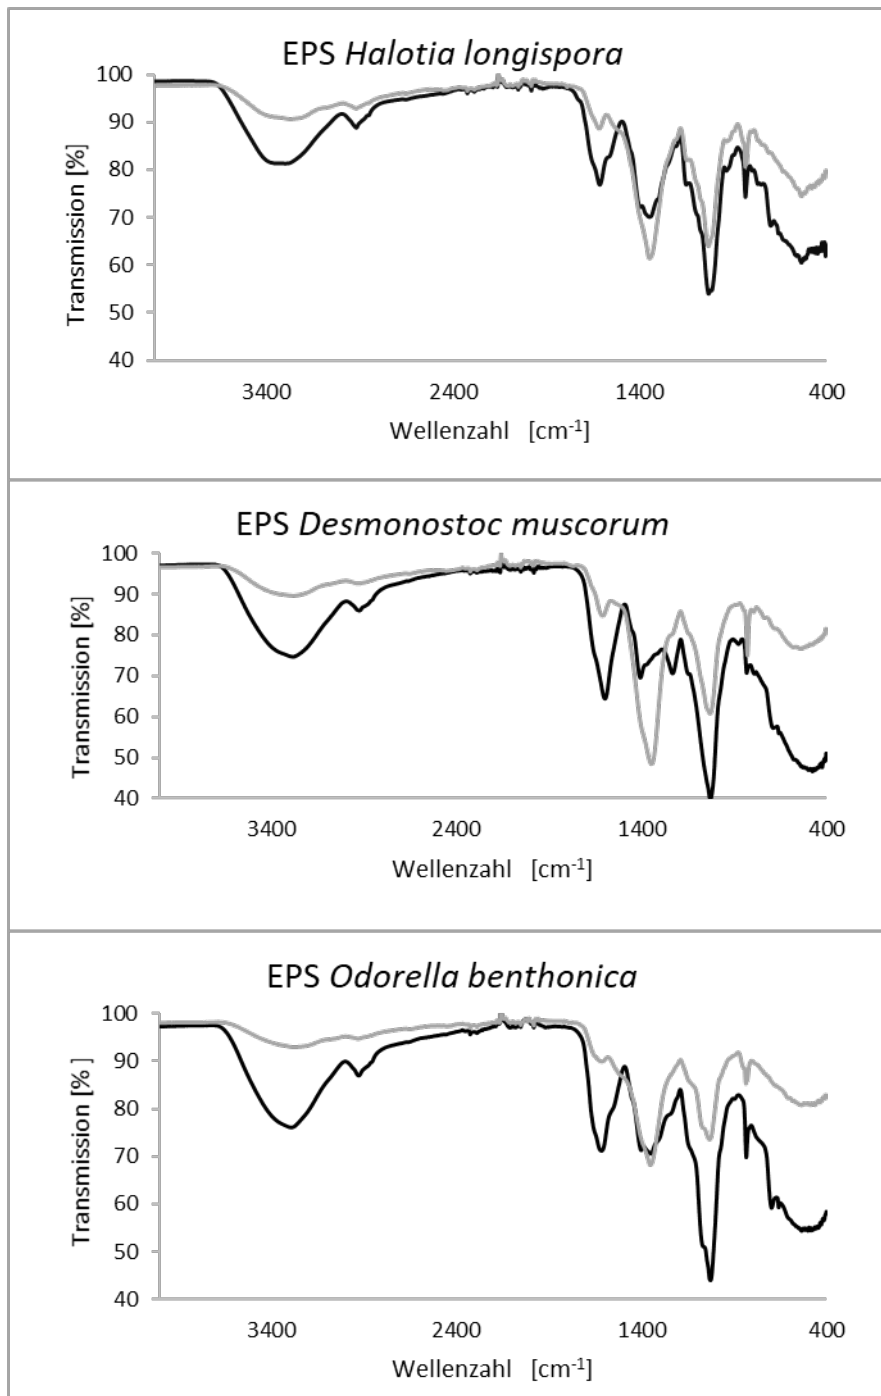 EPS Halotia longispora
100
90
80
70
60
50
40
Transmission [%]
3400 2400 1400 400
Wellenzahl [cm-1]
EPS Desmonostoc muscorum
100
90
80
70
60
50
40
Transmission [%]
3400 2400 1400 400
Wellenzahl [cm-1]
EPS Odorella benthonica
100
90
80
70
60
50
40
Transmission [% ]
3400 2400 1400 400
Wellenzahl [cm-1]